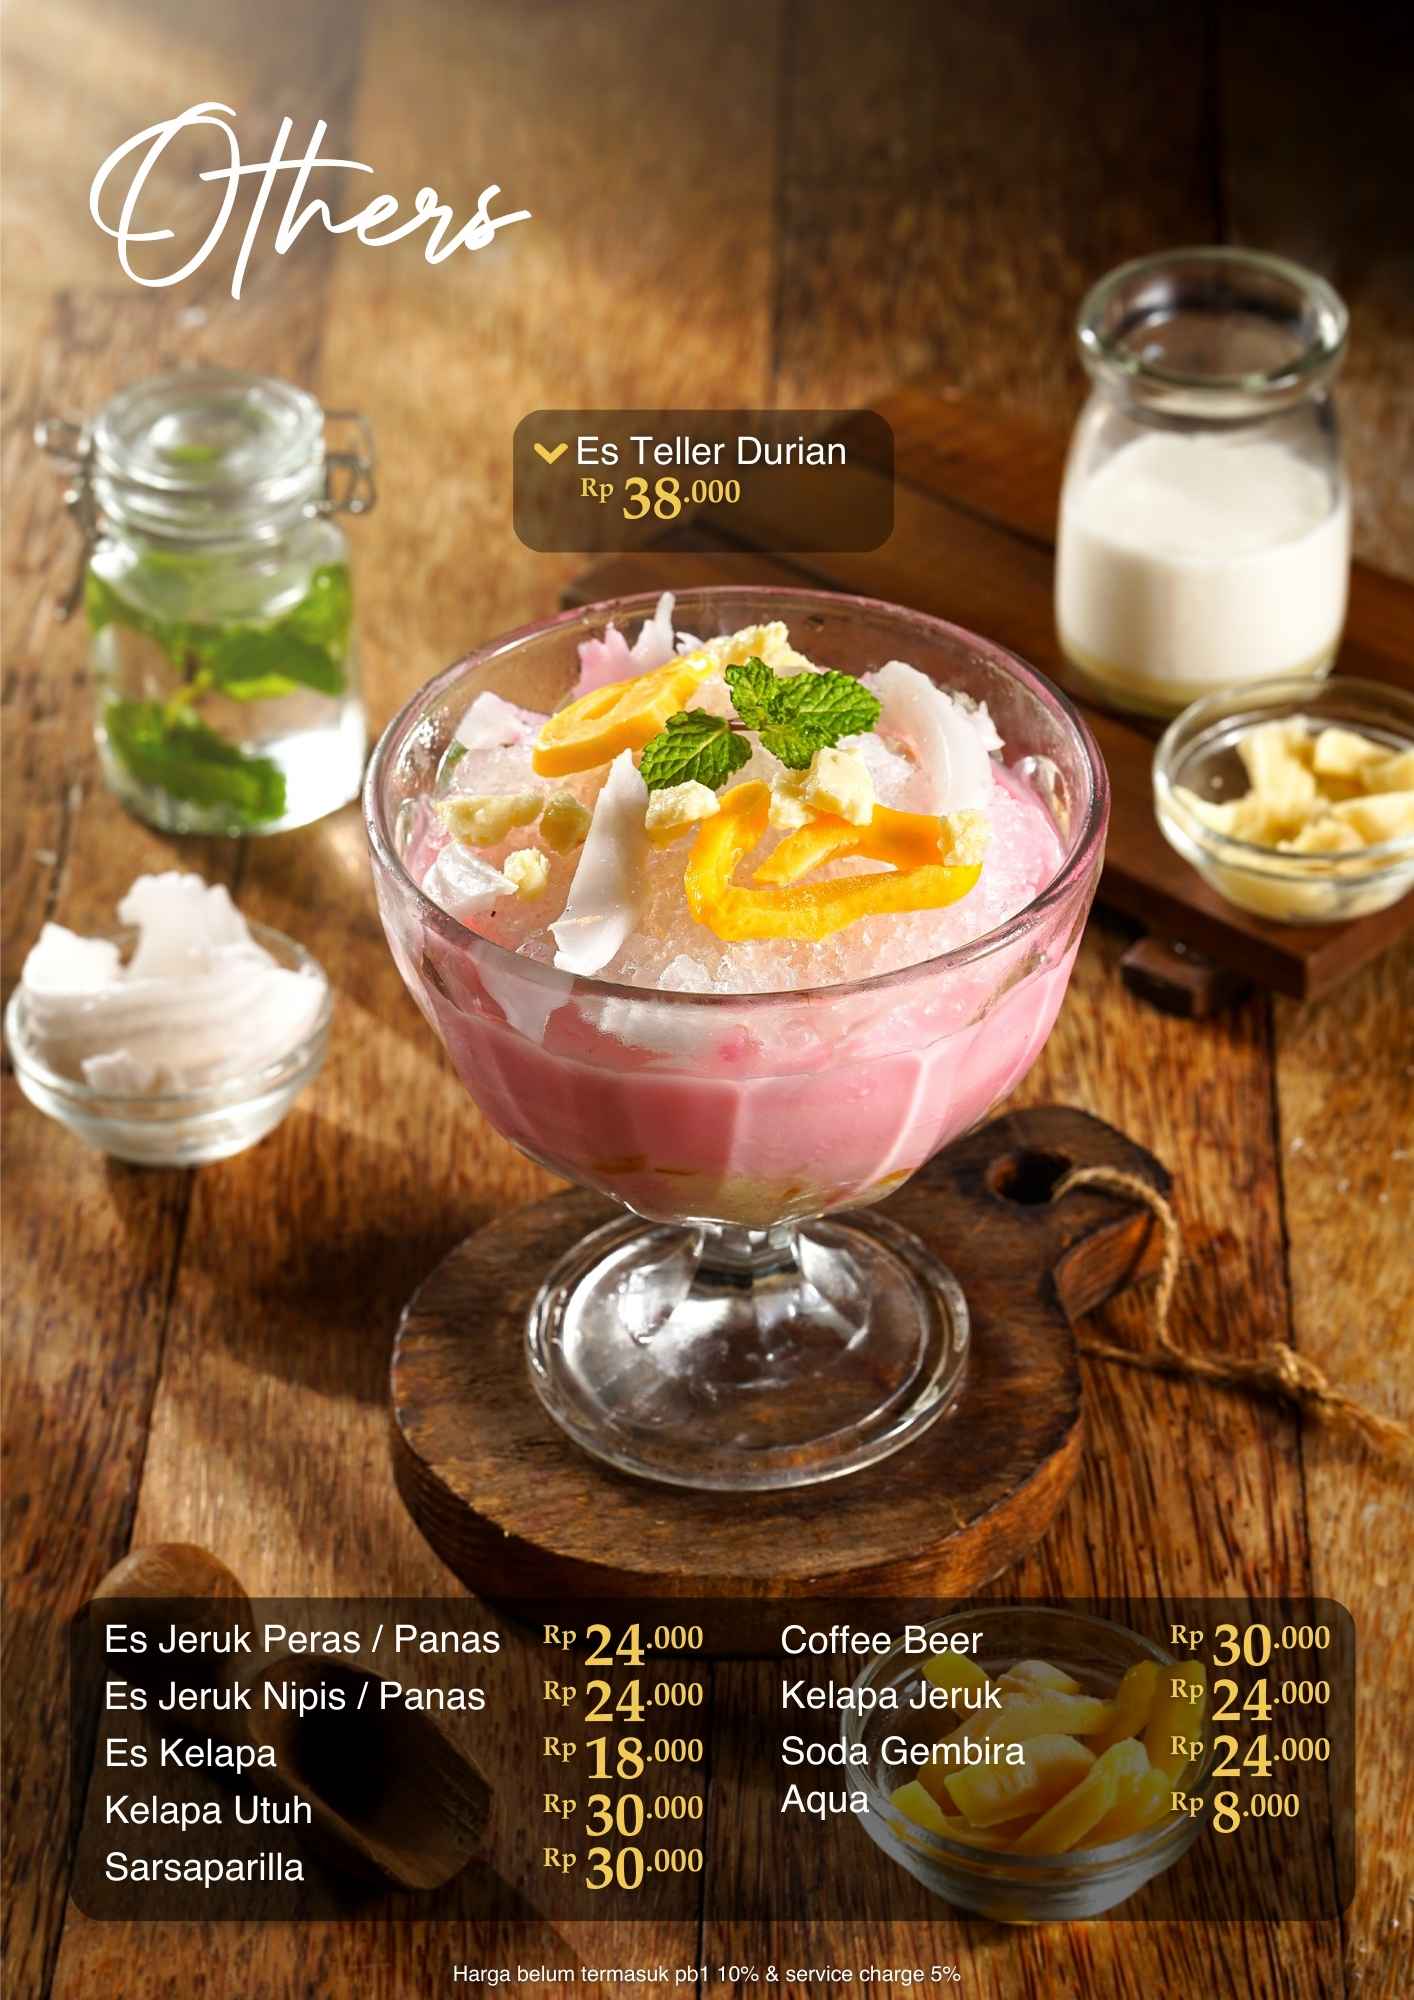 Others
Es Teller Durian
Rp 38.000
Es Jeruk Peras / Panas Rp 24.000
Es Jeruk Nipis / Panas Rp 24.000
Es Kelapa Rp 18.000
Kelapa Utuh Rp 30.000
Sarsaparilla Rp 30.000
Coffee Beer Rp 30.000
Kelapa Jeruk Rp 24.000
Soda Gembira Rp 24.000
Aqua Rp 8.000
Harga belum termasuk pb1 10% & service charge 5%